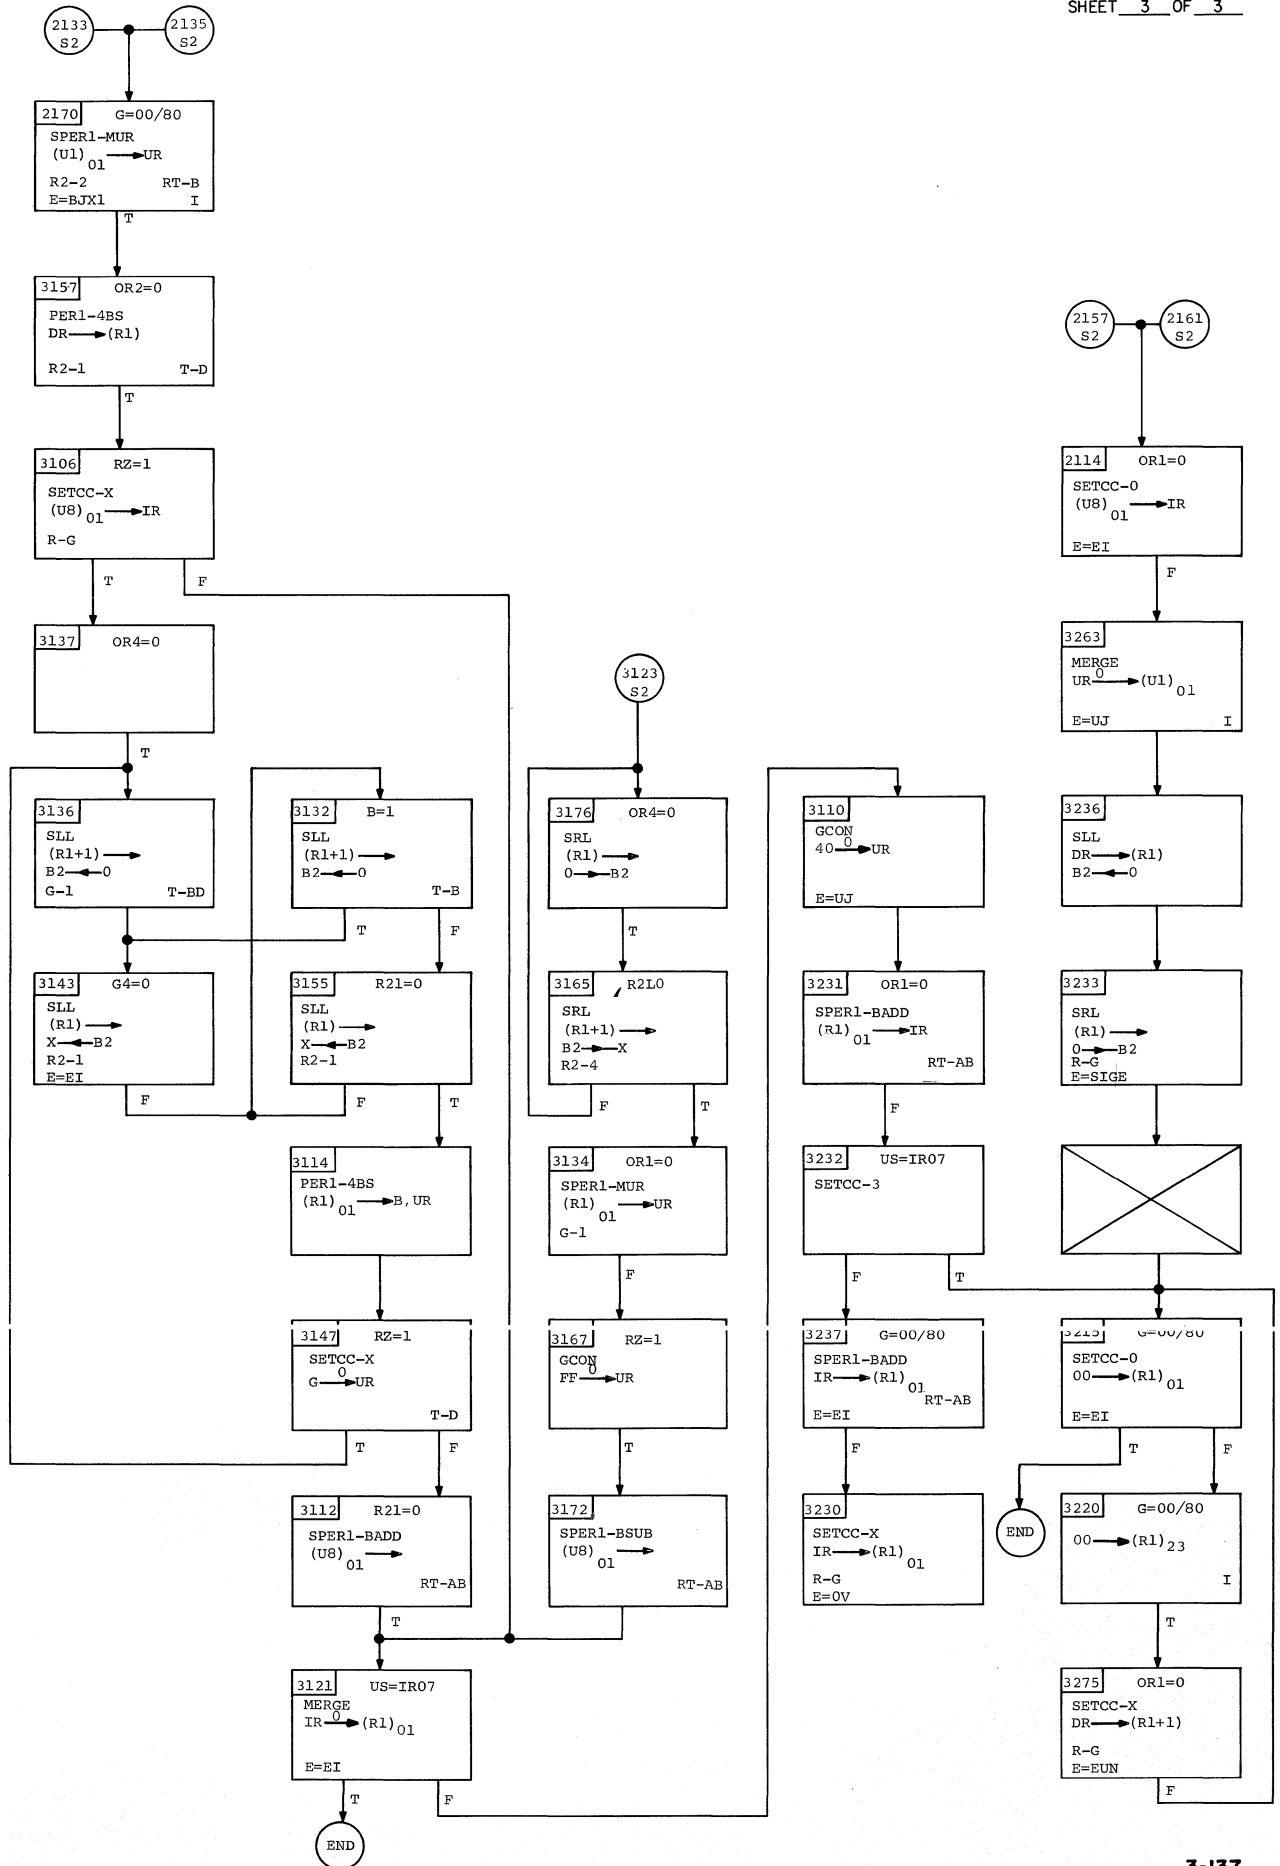 SHEET 3 OF 3
2133 S2
2135 S2
2170 G=00/80
SPER1-MUR
(U1)01 → UR
R2-2 RT-B
E=BJX1 I
T
3157 OR2=0
PER1-4BS
DR → (R1)
R2-1 T-D
T
3106 RZ=1
SETCC-X
(U8)01 → IR
R-G
T F
3137 OR4=0
T
3136
SLL
(R1+1) →
B2 ← 0
G-1 T-BD
3143 G4=0
SLL
(R1) →
X ← B2
R2-1
E=EI
F
3132 B=1
SLL
(R1+1) →
B2 ← 0
T-B
T F
3155 R21=0
SLL
(R1) →
X ← B2
R2-1
F T
3114
PER1-4BS
(R1)01 → B,UR
3147 RZ=1
SETCC-X
0
G → UR
T-D
T F
3112 R21=0
SPER1-BADD
(U8)01 →
RT-AB
T
3121 US=IR07
MERGE
0
IR → (R1)01
E=EI
T F
END
3123 S2
3176 OR4=0
SRL
(R1) →
0 → B2
T
3165 R2L0
SRL
(R1+1) →
B2 → X
R2-4
F T
3134 OR1=0
SPER1-MUR
(R1)01 → UR
G-1
F
3167 RZ=1
GCON
0
FF → UR
T
3172
SPER1-BSUB
(U8)01 →
RT-AB
3110
GCON
0
40 → UR
E=UJ
3231 OR1=0
SPER1-BADD
(R1)01 → IR
RT-AB
F
3232 US=IR07
SETCC-3
F T
3237 G=00/80
SPER1-BADD
IR → (R1)01
RT-AB
E=EI
F
3230
SETCC-X
IR → (R1)01
R-G
E=0V
2157 S2
2161 S2
2114 OR1=0
SETCC-0
(U8)01 → IR
E=EI
F
3263
MERGE
0
UR → (U1)01
E=UJ I
3236
SLL
DR → (R1)
B2 ← 0
3233
SRL
(R1) →
0 → B2
R-G
E=SIGE
3215 G=00/80
SETCC-0
00 → (R1)01
E=EI
T F
END
3220 G=00/80
00 → (R1)23
I
T
3275 OR1=0
SETCC-X
DR → (R1+1)
R-G
E=EUN
F
3-137